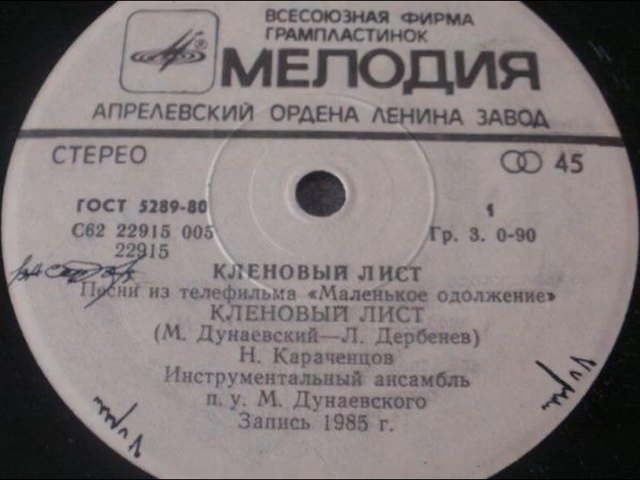 ВСЕСОЮЗНАЯ ФИРМА
ГРАМПЛАСТИНОК
МЕЛОДИЯ
АПРЕЛЕВСКИЙ ОРДЕНА ЛЕНИНА ЗАВОД
СТЕРЕО 45
ГОСТ 5289-80 1
С62 22915 005 Гр. 3. 0-90
22915
КЛЕНОВЫЙ ЛИСТ
Песни из телефильма «Маленькое одолжение»
КЛЕНОВЫЙ ЛИСТ
(М. Дунаевский—Л. Дербенев)
Н. Караченцов
Инструментальный ансамбль
п. у. М. Дунаевского
Запись 1985 г.